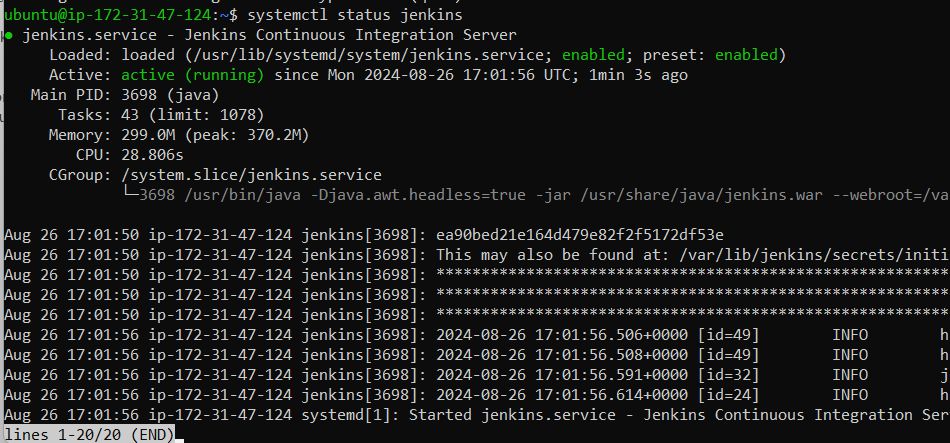 ubuntu@ip-172-31-47-124:~$ systemctl status jenkins
● jenkins.service - Jenkins Continuous Integration Server
Loaded: loaded (/usr/lib/systemd/system/jenkins.service; enabled; preset: enabled)
Active: active (running) since Mon 2024-08-26 17:01:56 UTC; 1min 3s ago
Main PID: 3698 (java)
Tasks: 43 (limit: 1078)
Memory: 299.0M (peak: 370.2M)
CPU: 28.806s
CGroup: /system.slice/jenkins.service
└─3698 /usr/bin/java -Djava.awt.headless=true -jar /usr/share/java/jenkins.war --webroot=/va
Aug 26 17:01:50 ip-172-31-47-124 jenkins[3698]: ea90bed21e164d479e82f2f5172df53e
Aug 26 17:01:50 ip-172-31-47-124 jenkins[3698]: This may also be found at: /var/lib/jenkins/secrets/initi
Aug 26 17:01:50 ip-172-31-47-124 jenkins[3698]: *********************************************************
Aug 26 17:01:50 ip-172-31-47-124 jenkins[3698]: *********************************************************
Aug 26 17:01:50 ip-172-31-47-124 jenkins[3698]: *********************************************************
Aug 26 17:01:56 ip-172-31-47-124 jenkins[3698]: 2024-08-26 17:01:56.506+0000 [id=49] INFO h
Aug 26 17:01:56 ip-172-31-47-124 jenkins[3698]: 2024-08-26 17:01:56.508+0000 [id=49] INFO h
Aug 26 17:01:56 ip-172-31-47-124 jenkins[3698]: 2024-08-26 17:01:56.591+0000 [id=32] INFO j
Aug 26 17:01:56 ip-172-31-47-124 jenkins[3698]: 2024-08-26 17:01:56.614+0000 [id=24] INFO h
Aug 26 17:01:56 ip-172-31-47-124 systemd[1]: Started jenkins.service - Jenkins Continuous Integration Ser
lines 1-20/20 (END)